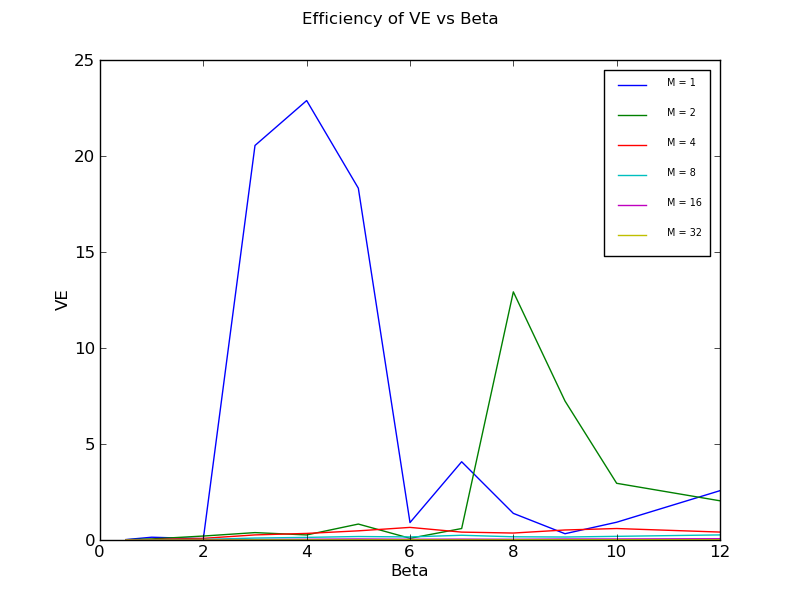 Efficiency of VE vs Beta
25
20
15
10
5
0
VE
0 2 4 6 8 10 12
Beta
M = 1
M = 2
M = 4
M = 8
M = 16
M = 32